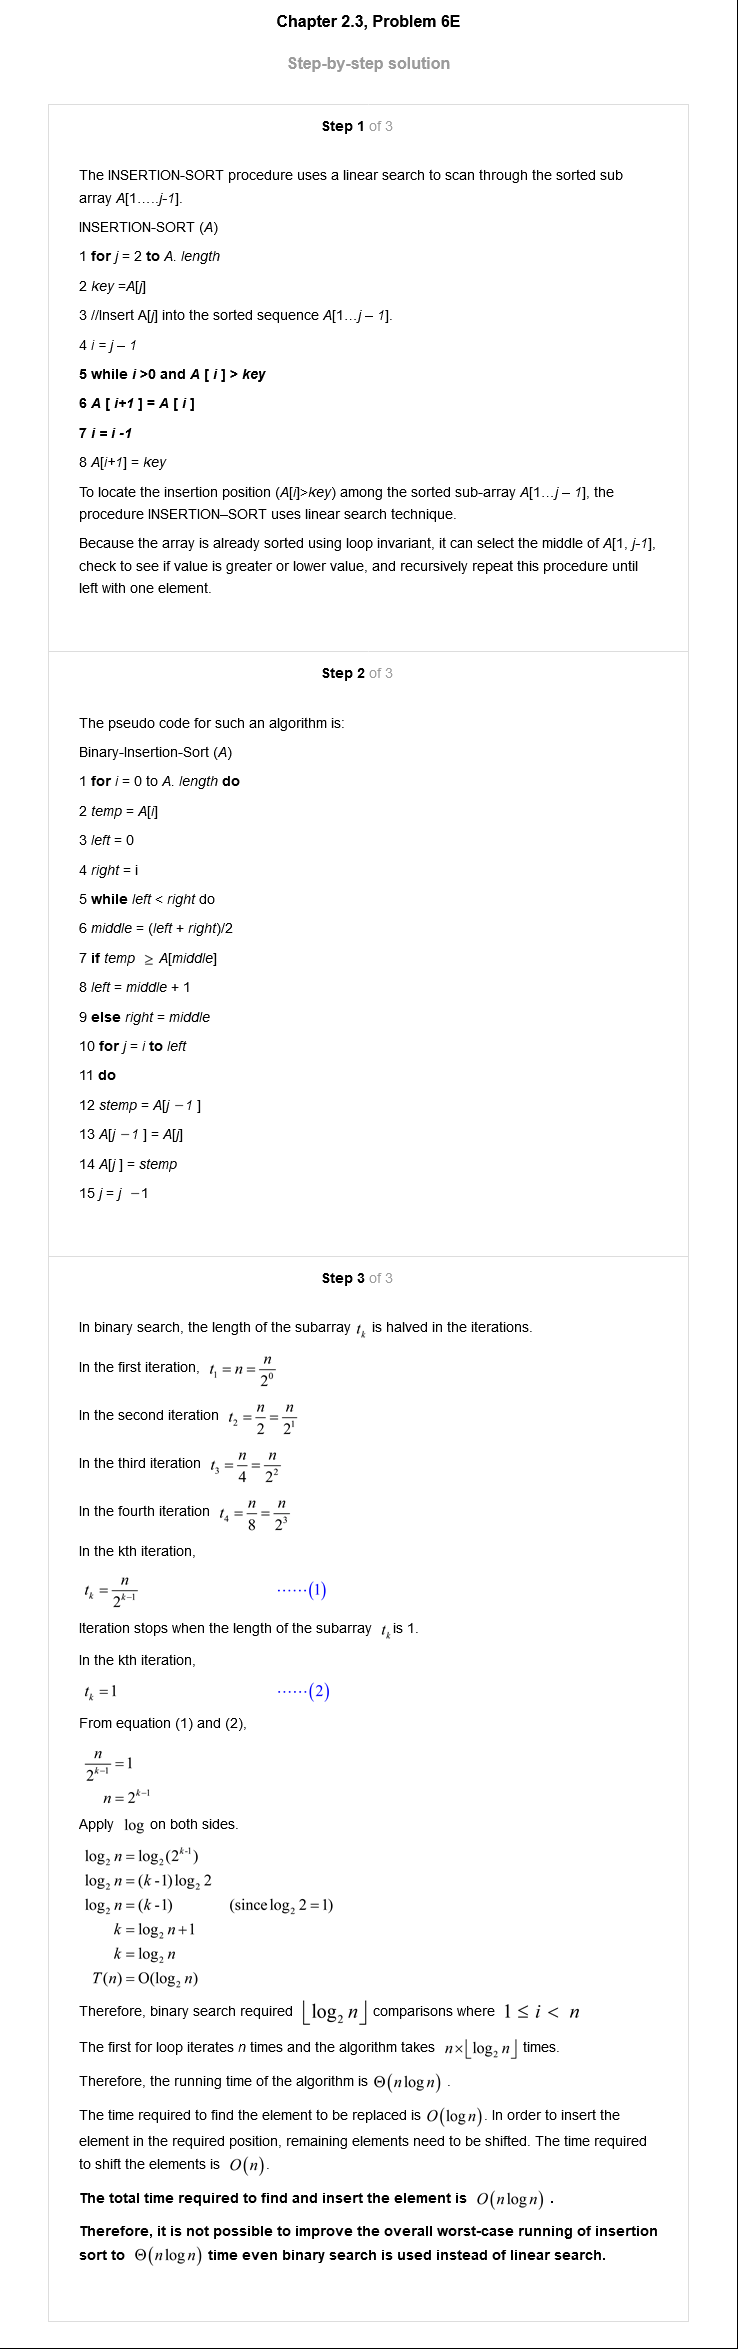 Chapter 2.3, Problem 6E
Step-by-step solution
Step 1 of 3
The INSERTION-SORT procedure uses a linear search to scan through the sorted sub
array A[1.….j-1].
INSERTION-SORT (A)
1 for j = 2 to A. length
2 key =A[j]
3 //Insert A[j] into the sorted sequence A[1…j – 1].
4 i = j – 1
5 while i >0 and A [ i ] > key
6 A [ i+1 ] = A [ i ]
7 i = i -1
8 A[i+1] = key
To locate the insertion position (A[i]>key) among the sorted sub-array A[1…j – 1], the
procedure INSERTION–SORT uses linear search technique.
Because the array is already sorted using loop invariant, it can select the middle of A[1, j-1],
check to see if value is greater or lower value, and recursively repeat this procedure until
left with one element.
Step 2 of 3
The pseudo code for such an algorithm is:
Binary-Insertion-Sort (A)
1 for i = 0 to A. length do
2 temp = A[i]
3 left = 0
4 right = i
5 while left < right do
6 middle = (left + right)/2
7 if temp ≥ A[middle]
8 left = middle + 1
9 else right = middle
10 for j = i to left
11 do
12 stemp = A[j – 1 ]
13 A[j – 1 ] = A[j]
14 A[j ] = stemp
15 j = j – 1
Step 3 of 3
In binary search, the length of the subarray t_k is halved in the iterations.
In the first iteration, t_1 = n = n/2^0
In the second iteration t_2 = n/2 = n/2^1
In the third iteration t_3 = n/4 = n/2^2
In the fourth iteration t_4 = n/8 = n/2^3
In the kth iteration,
t_k = n/2^(k–1) ······(1)
Iteration stops when the length of the subarray t_k is 1.
In the kth iteration,
t_k = 1 ······(2)
From equation (1) and (2),
n/2^(k–1) = 1
n = 2^(k–1)
Apply log on both sides.
log_2 n = log_2 (2^(k-1))
log_2 n = (k - 1) log_2 2
log_2 n = (k - 1) (since log_2 2 = 1)
k = log_2 n + 1
k = log_2 n
T(n) = O(log_2 n)
Therefore, binary search required ⌊log_2 n⌋ comparisons where 1 ≤ i < n
The first for loop iterates n times and the algorithm takes n×⌊log_2 n⌋ times.
Therefore, the running time of the algorithm is Θ(n log n) .
The time required to find the element to be replaced is O(log n). In order to insert the
element in the required position, remaining elements need to be shifted. The time required
to shift the elements is O(n).
The total time required to find and insert the element is O(n log n) .
Therefore, it is not possible to improve the overall worst-case running of insertion
sort to Θ(n log n) time even binary search is used instead of linear search.